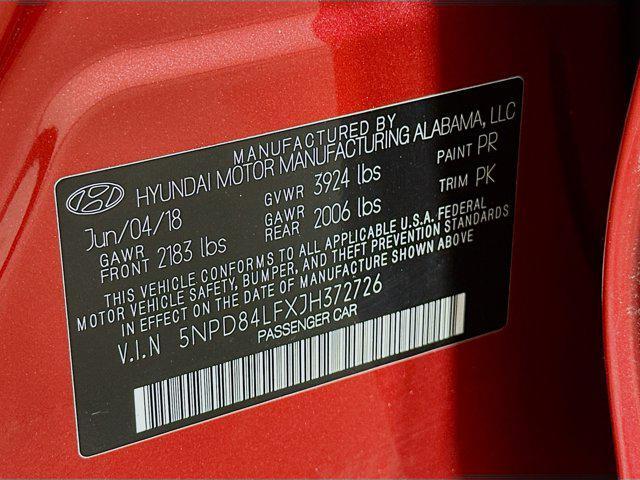 MANUFACTURED BY
HYUNDAI MOTOR MANUFACTURING ALABAMA, LLC
Jun/04/18 GVWR 3924 lbs PAINT PR
GAWR FRONT 2183 lbs GAWR REAR 2006 lbs TRIM PK
THIS VEHICLE CONFORMS TO ALL APPLICABLE U.S.A. FEDERAL
MOTOR VEHICLE SAFETY, BUMPER, AND THEFT PREVENTION STANDARDS
IN EFFECT ON THE DATE OF MANUFACTURE SHOWN ABOVE
V.I.N 5NPD84LFXJH372726
PASSENGER CAR